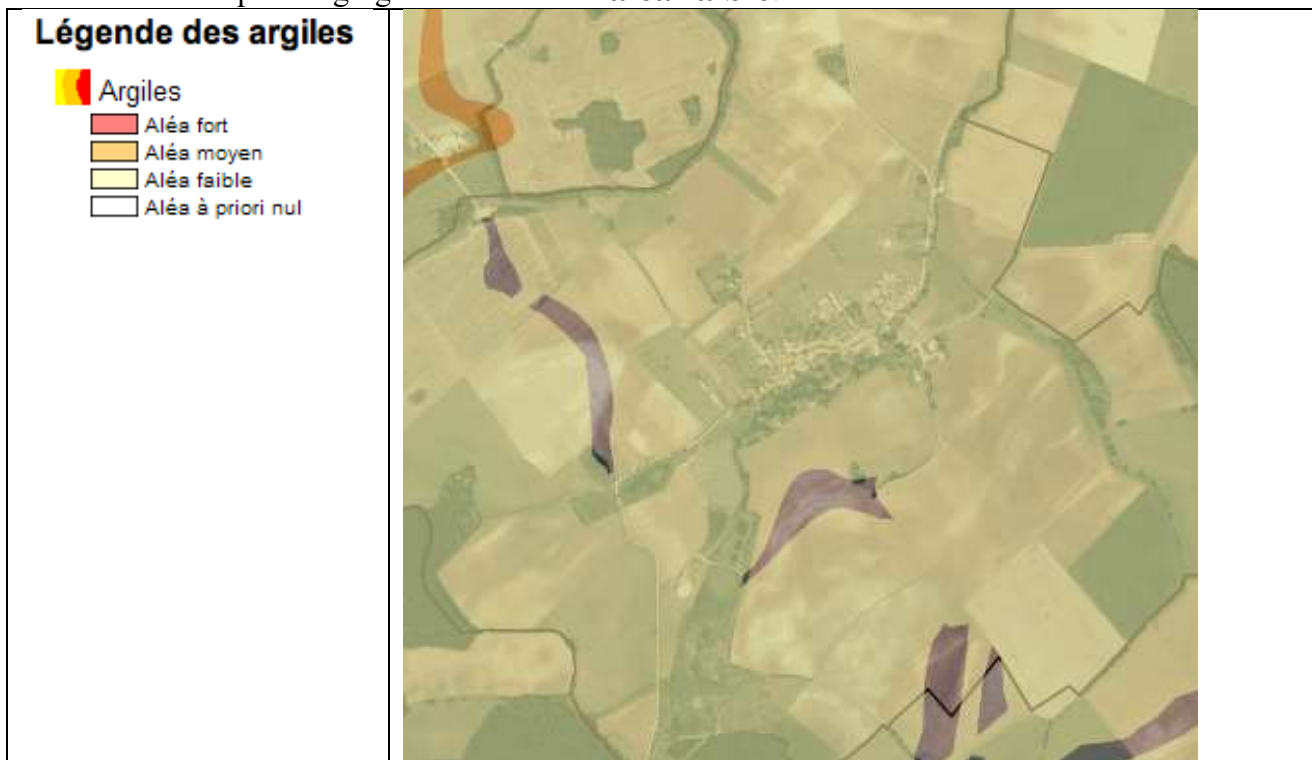 Légende des argiles
Argiles
Aléa fort
Aléa moyen
Aléa faible
Aléa à priori nul